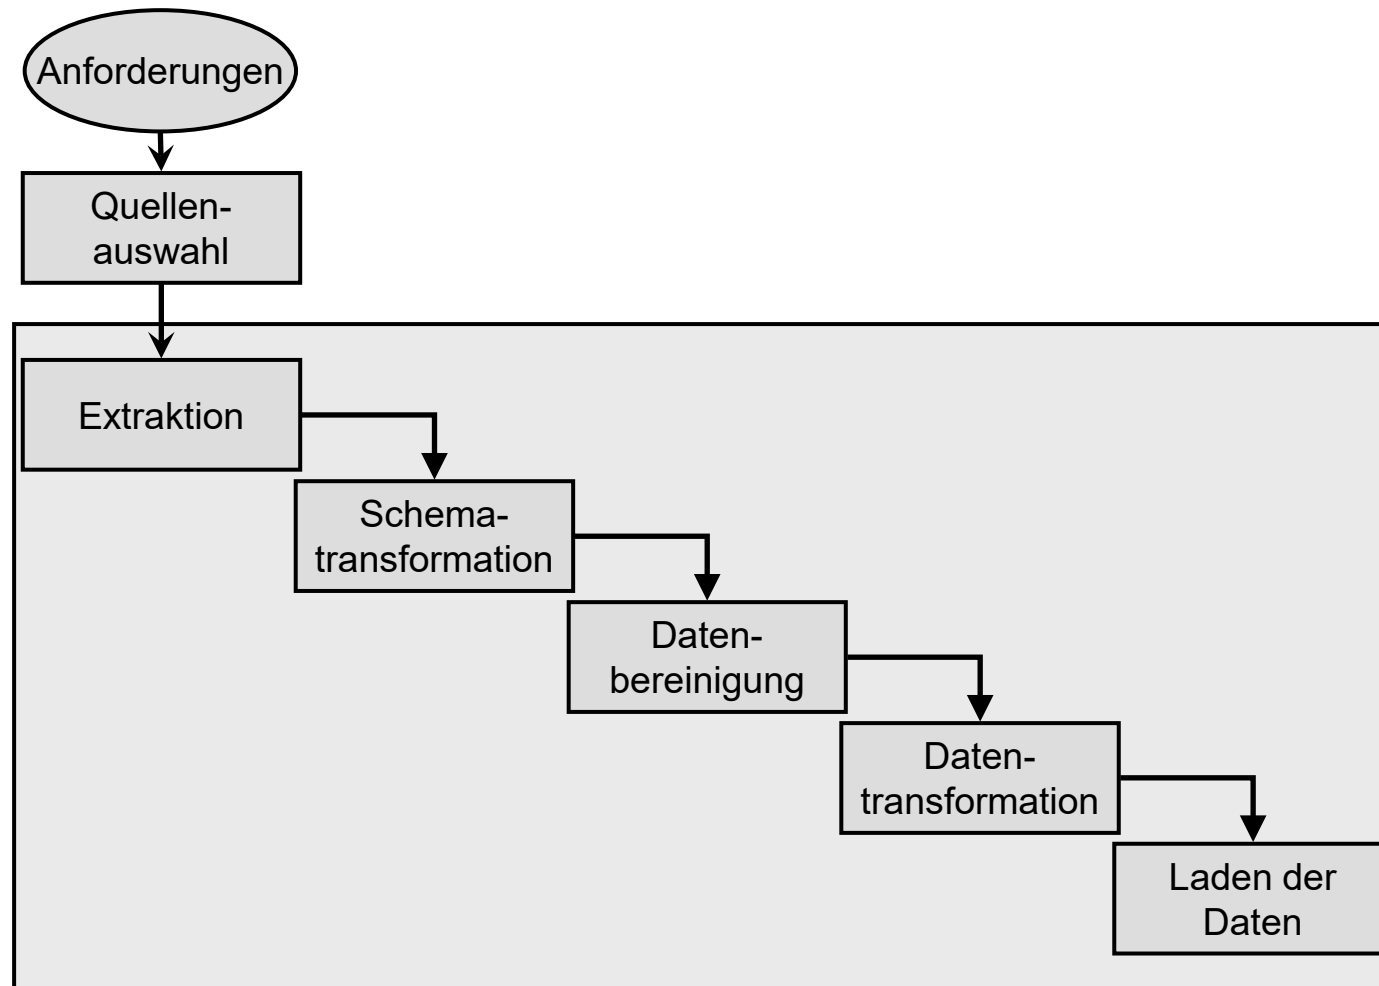 Anforderungen
Quellen-
auswahl
Extraktion
Schema-
transformation
Daten-
bereinigung
Daten-
transformation
Laden der
Daten